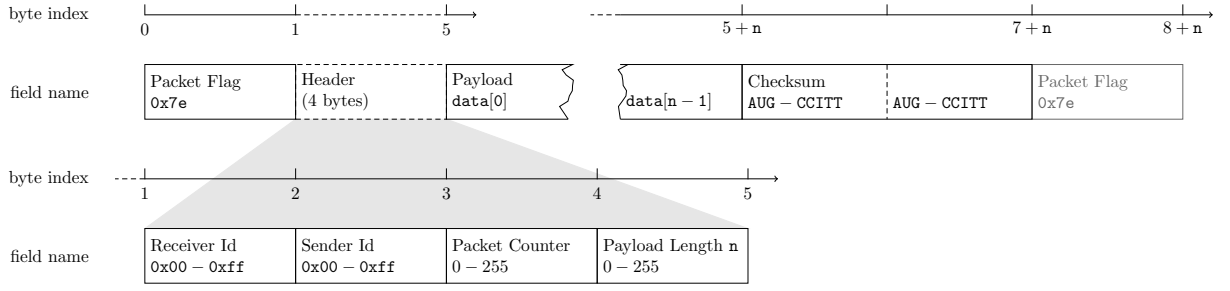 byte index
0 1 5 5 + n 7 + n 8 + n
field name
Packet Flag Header Payload Checksum Packet Flag
0x7e (4 bytes) data[0] data[n − 1] AUG − CCITT AUG − CCITT 0x7e
byte index
1 2 3 4 5
field name
Receiver Id Sender Id Packet Counter Payload Length n
0x00 − 0xff 0x00 − 0xff 0 − 255 0 − 255